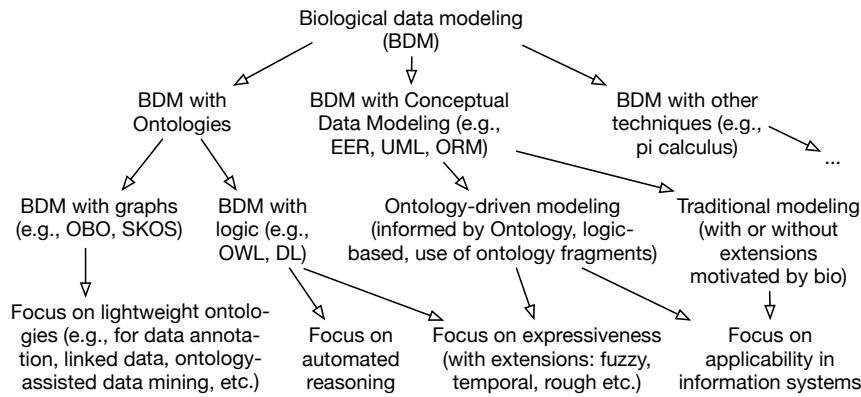 Biological data modeling
(BDM)
BDM with
Ontologies
BDM with Conceptual
Data Modeling (e.g.,
EER, UML, ORM)
BDM with other
techniques (e.g.,
pi calculus)
...
BDM with graphs
(e.g., OBO, SKOS)
BDM with
logic (e.g.,
OWL, DL)
Ontology-driven modeling
(informed by Ontology, logic-
based, use of ontology fragments)
Traditional modeling
(with or without
extensions
motivated by bio)
Focus on lightweight ontolo-
gies (e.g., for data annota-
tion, linked data, ontology-
assisted data mining, etc.)
Focus on
automated
reasoning
Focus on expressiveness
(with extensions: fuzzy,
temporal, rough etc.)
Focus on
applicability in
information systems